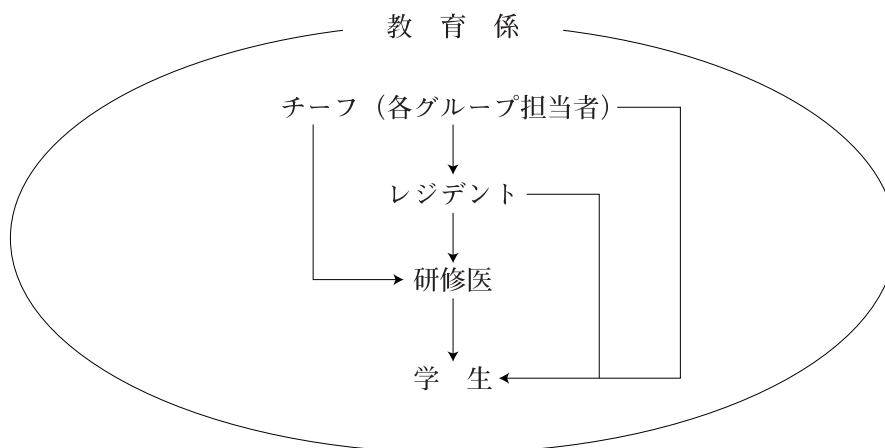 教　育　係
チーフ（各グループ担当者）
レジデント
研修医
学　生